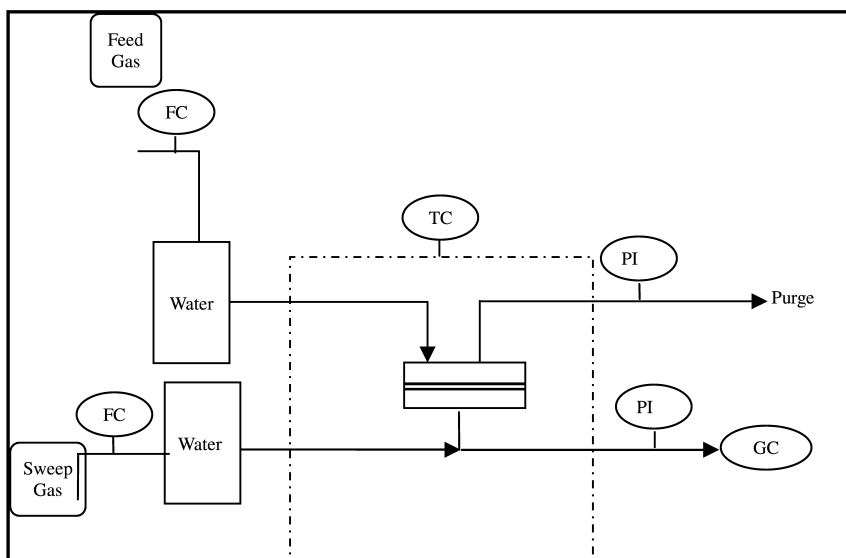 Feed
Gas
FC
TC
PI
Water
Purge
FC
Water
PI
Sweep
Gas
GC